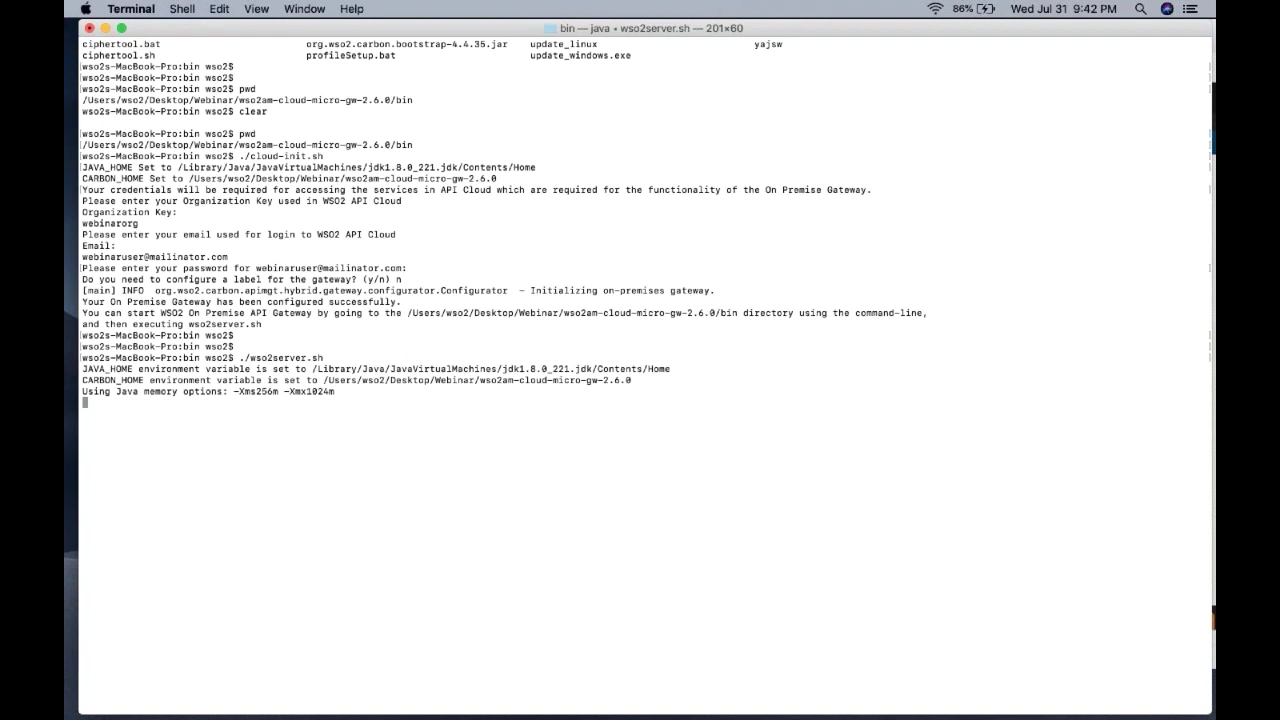 Terminal Shell Edit View Window Help 86% Wed Jul 31 9:42 PM
bin — java • wso2server.sh — 201×60
ciphertool.bat org.wso2.carbon.bootstrap-4.4.35.jar update_linux yajsw
ciphertool.sh profileSetup.bat update_windows.exe
wso2s-MacBook-Pro:bin wso2$
wso2s-MacBook-Pro:bin wso2$
wso2s-MacBook-Pro:bin wso2$ pwd
/Users/wso2/Desktop/Webinar/wso2am-cloud-micro-gw-2.6.0/bin
wso2s-MacBook-Pro:bin wso2$ clear
wso2s-MacBook-Pro:bin wso2$ pwd
/Users/wso2/Desktop/Webinar/wso2am-cloud-micro-gw-2.6.0/bin
wso2s-MacBook-Pro:bin wso2$ ./cloud-init.sh
JAVA_HOME Set to /Library/Java/JavaVirtualMachines/jdk1.8.0_221.jdk/Contents/Home
CARBON_HOME Set to /Users/wso2/Desktop/Webinar/wso2am-cloud-micro-gw-2.6.0
Your credentials will be required for accessing the services in API Cloud which are required for the functionality of the On Premise Gateway.
Please enter your Organization Key used in WSO2 API Cloud
Organization Key:
webinarorg
Please enter your email used for login to WSO2 API Cloud
Email:
webinaruser@mailinator.com
Please enter your password for webinaruser@mailinator.com:
Do you need to configure a label for the gateway? (y/n) n
[main] INFO org.wso2.carbon.apimgt.hybrid.gateway.configurator.Configurator - Initializing on-premises gateway.
Your On Premise Gateway has been configured successfully.
You can start WSO2 On Premise API Gateway by going to the /Users/wso2/Desktop/Webinar/wso2am-cloud-micro-gw-2.6.0/bin directory using the command-line,
and then executing wso2server.sh
wso2s-MacBook-Pro:bin wso2$
wso2s-MacBook-Pro:bin wso2$
wso2s-MacBook-Pro:bin wso2$ ./wso2server.sh
JAVA_HOME environment variable is set to /Library/Java/JavaVirtualMachines/jdk1.8.0_221.jdk/Contents/Home
CARBON_HOME environment variable is set to /Users/wso2/Desktop/Webinar/wso2am-cloud-micro-gw-2.6.0
Using Java memory options: -Xms256m -Xmx1024m